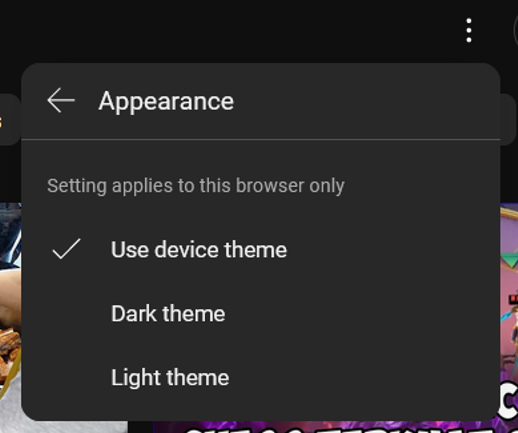 Appearance
Setting applies to this browser only
Use device theme
Dark theme
Light theme